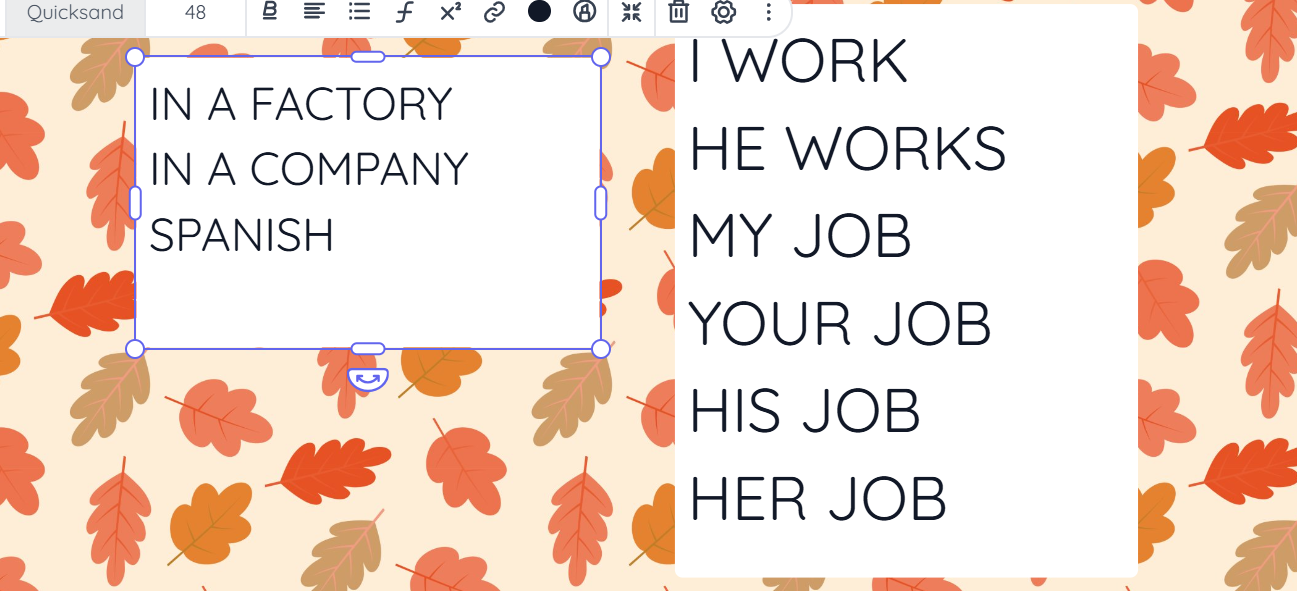 Quicksand 48
IN A FACTORY
IN A COMPANY
SPANISH
I WORK
HE WORKS
MY JOB
YOUR JOB
HIS JOB
HER JOB